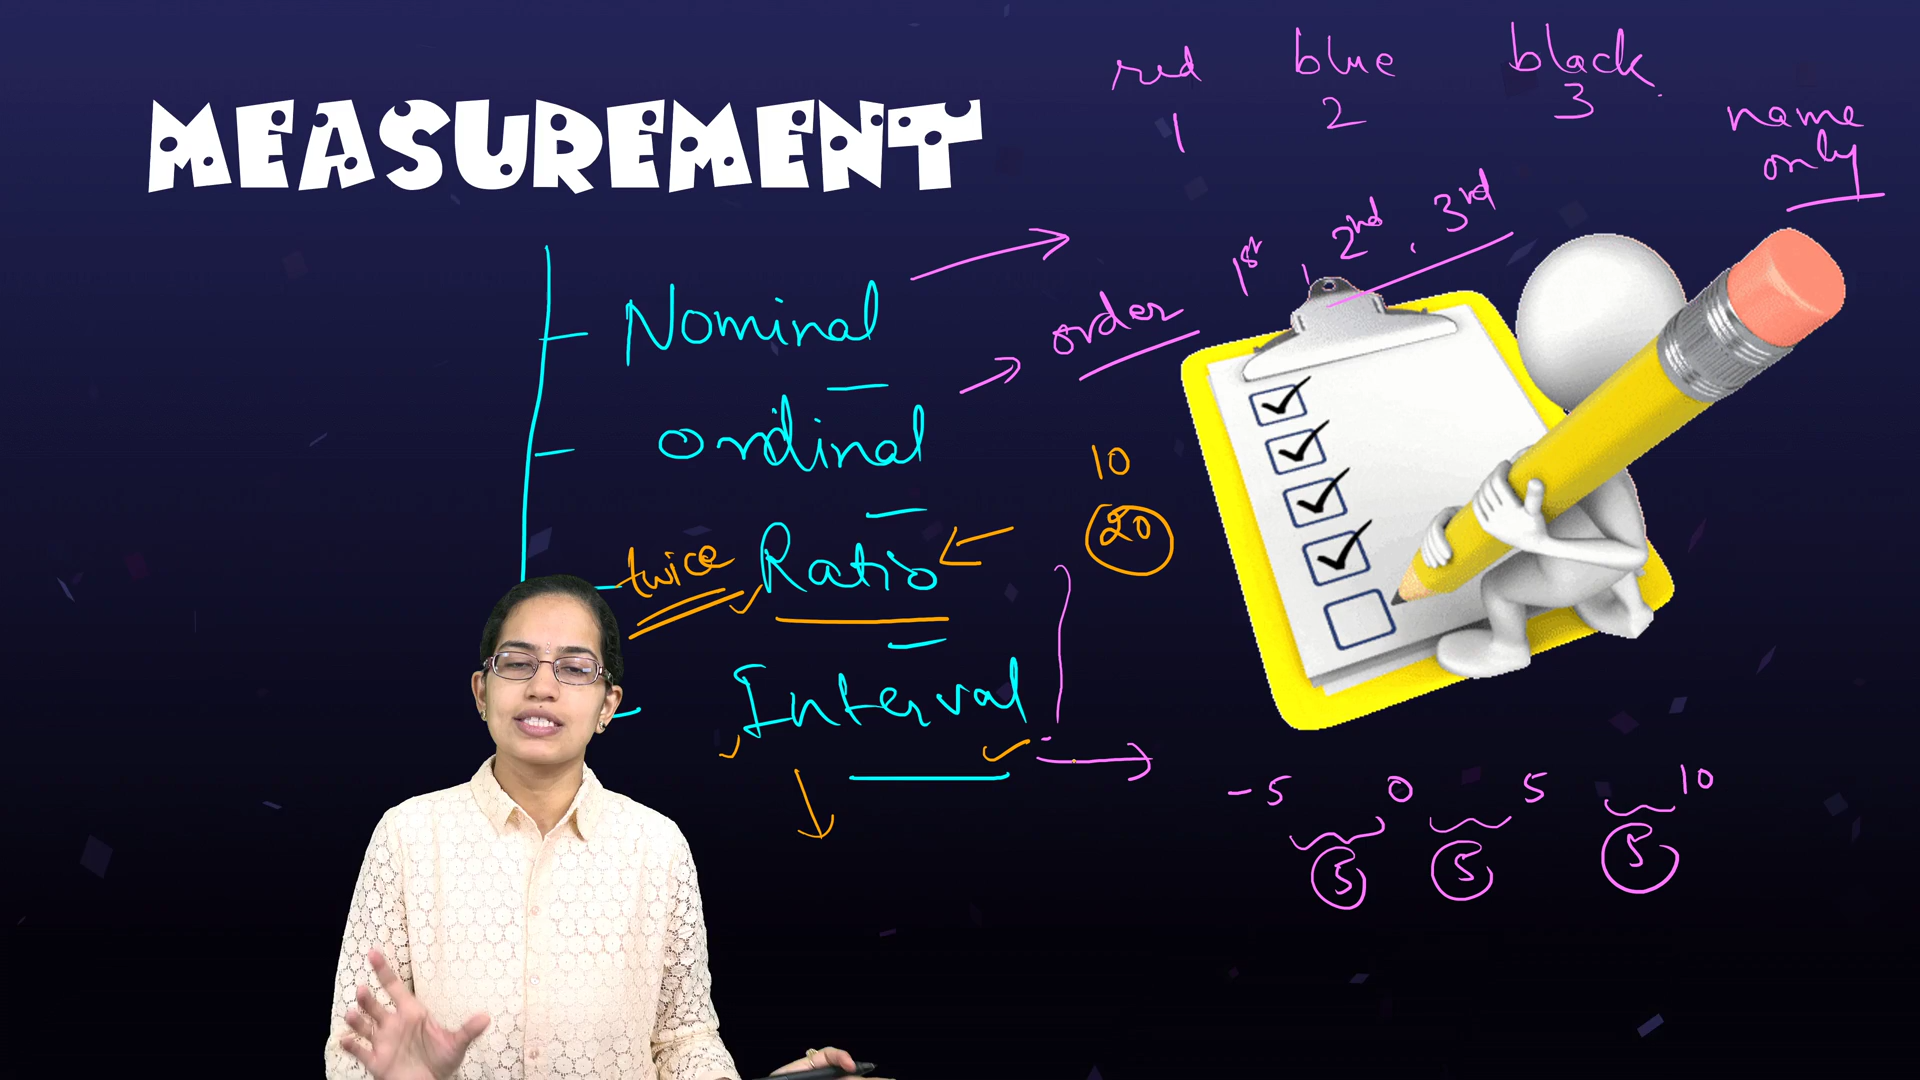 red blue black
1 2 3
name
only
MEASUREMENT
Nominal
order 1st, 2nd, 3rd
Ordinal
10
20
twice Ratio
Interval
-5 0 5 10
5 5 5